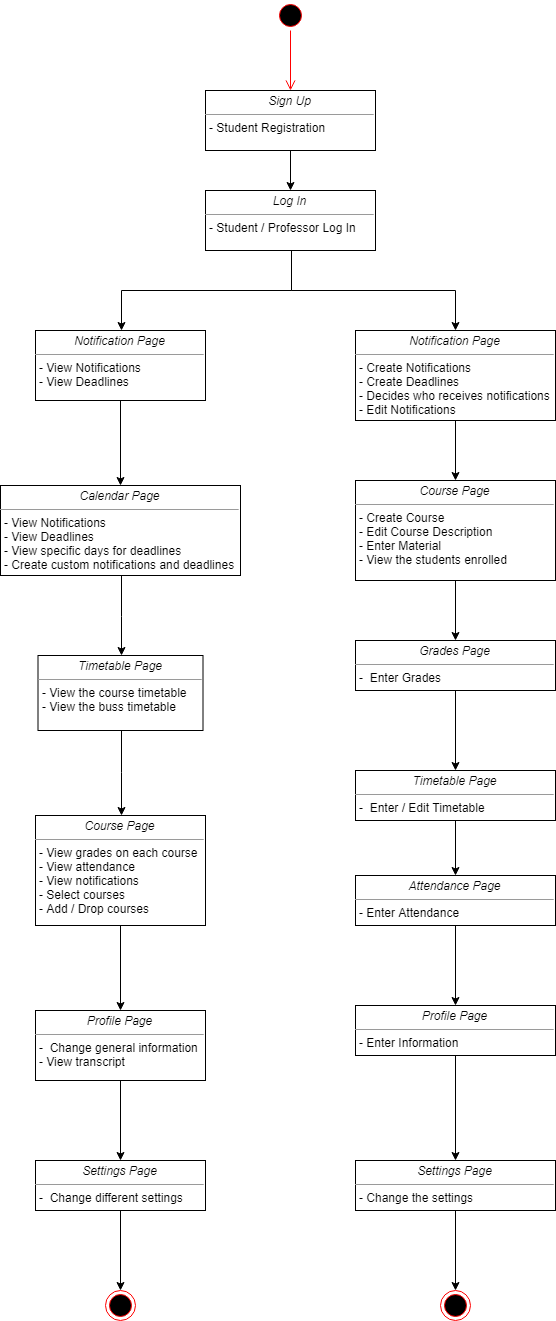 Sign Up
- Student Registration
Log In
- Student / Professor Log In
Notification Page
- View Notifications
- View Deadlines
Calendar Page
- View Notifications
- View Deadlines
- View specific days for deadlines
- Create custom notifications and deadlines
Timetable Page
- View the course timetable
- View the buss timetable
Course Page
- View grades on each course
- View attendance
- View notifications
- Select courses
- Add / Drop courses
Profile Page
- Change general information
- View transcript
Settings Page
- Change different settings
Notification Page
- Create Notifications
- Create Deadlines
- Decides who receives notifications
- Edit Notifications
Course Page
- Create Course
- Edit Course Description
- Enter Material
- View the students enrolled
Grades Page
- Enter Grades
Timetable Page
- Enter / Edit Timetable
Attendance Page
- Enter Attendance
Profile Page
- Enter Information
Settings Page
- Change the settings